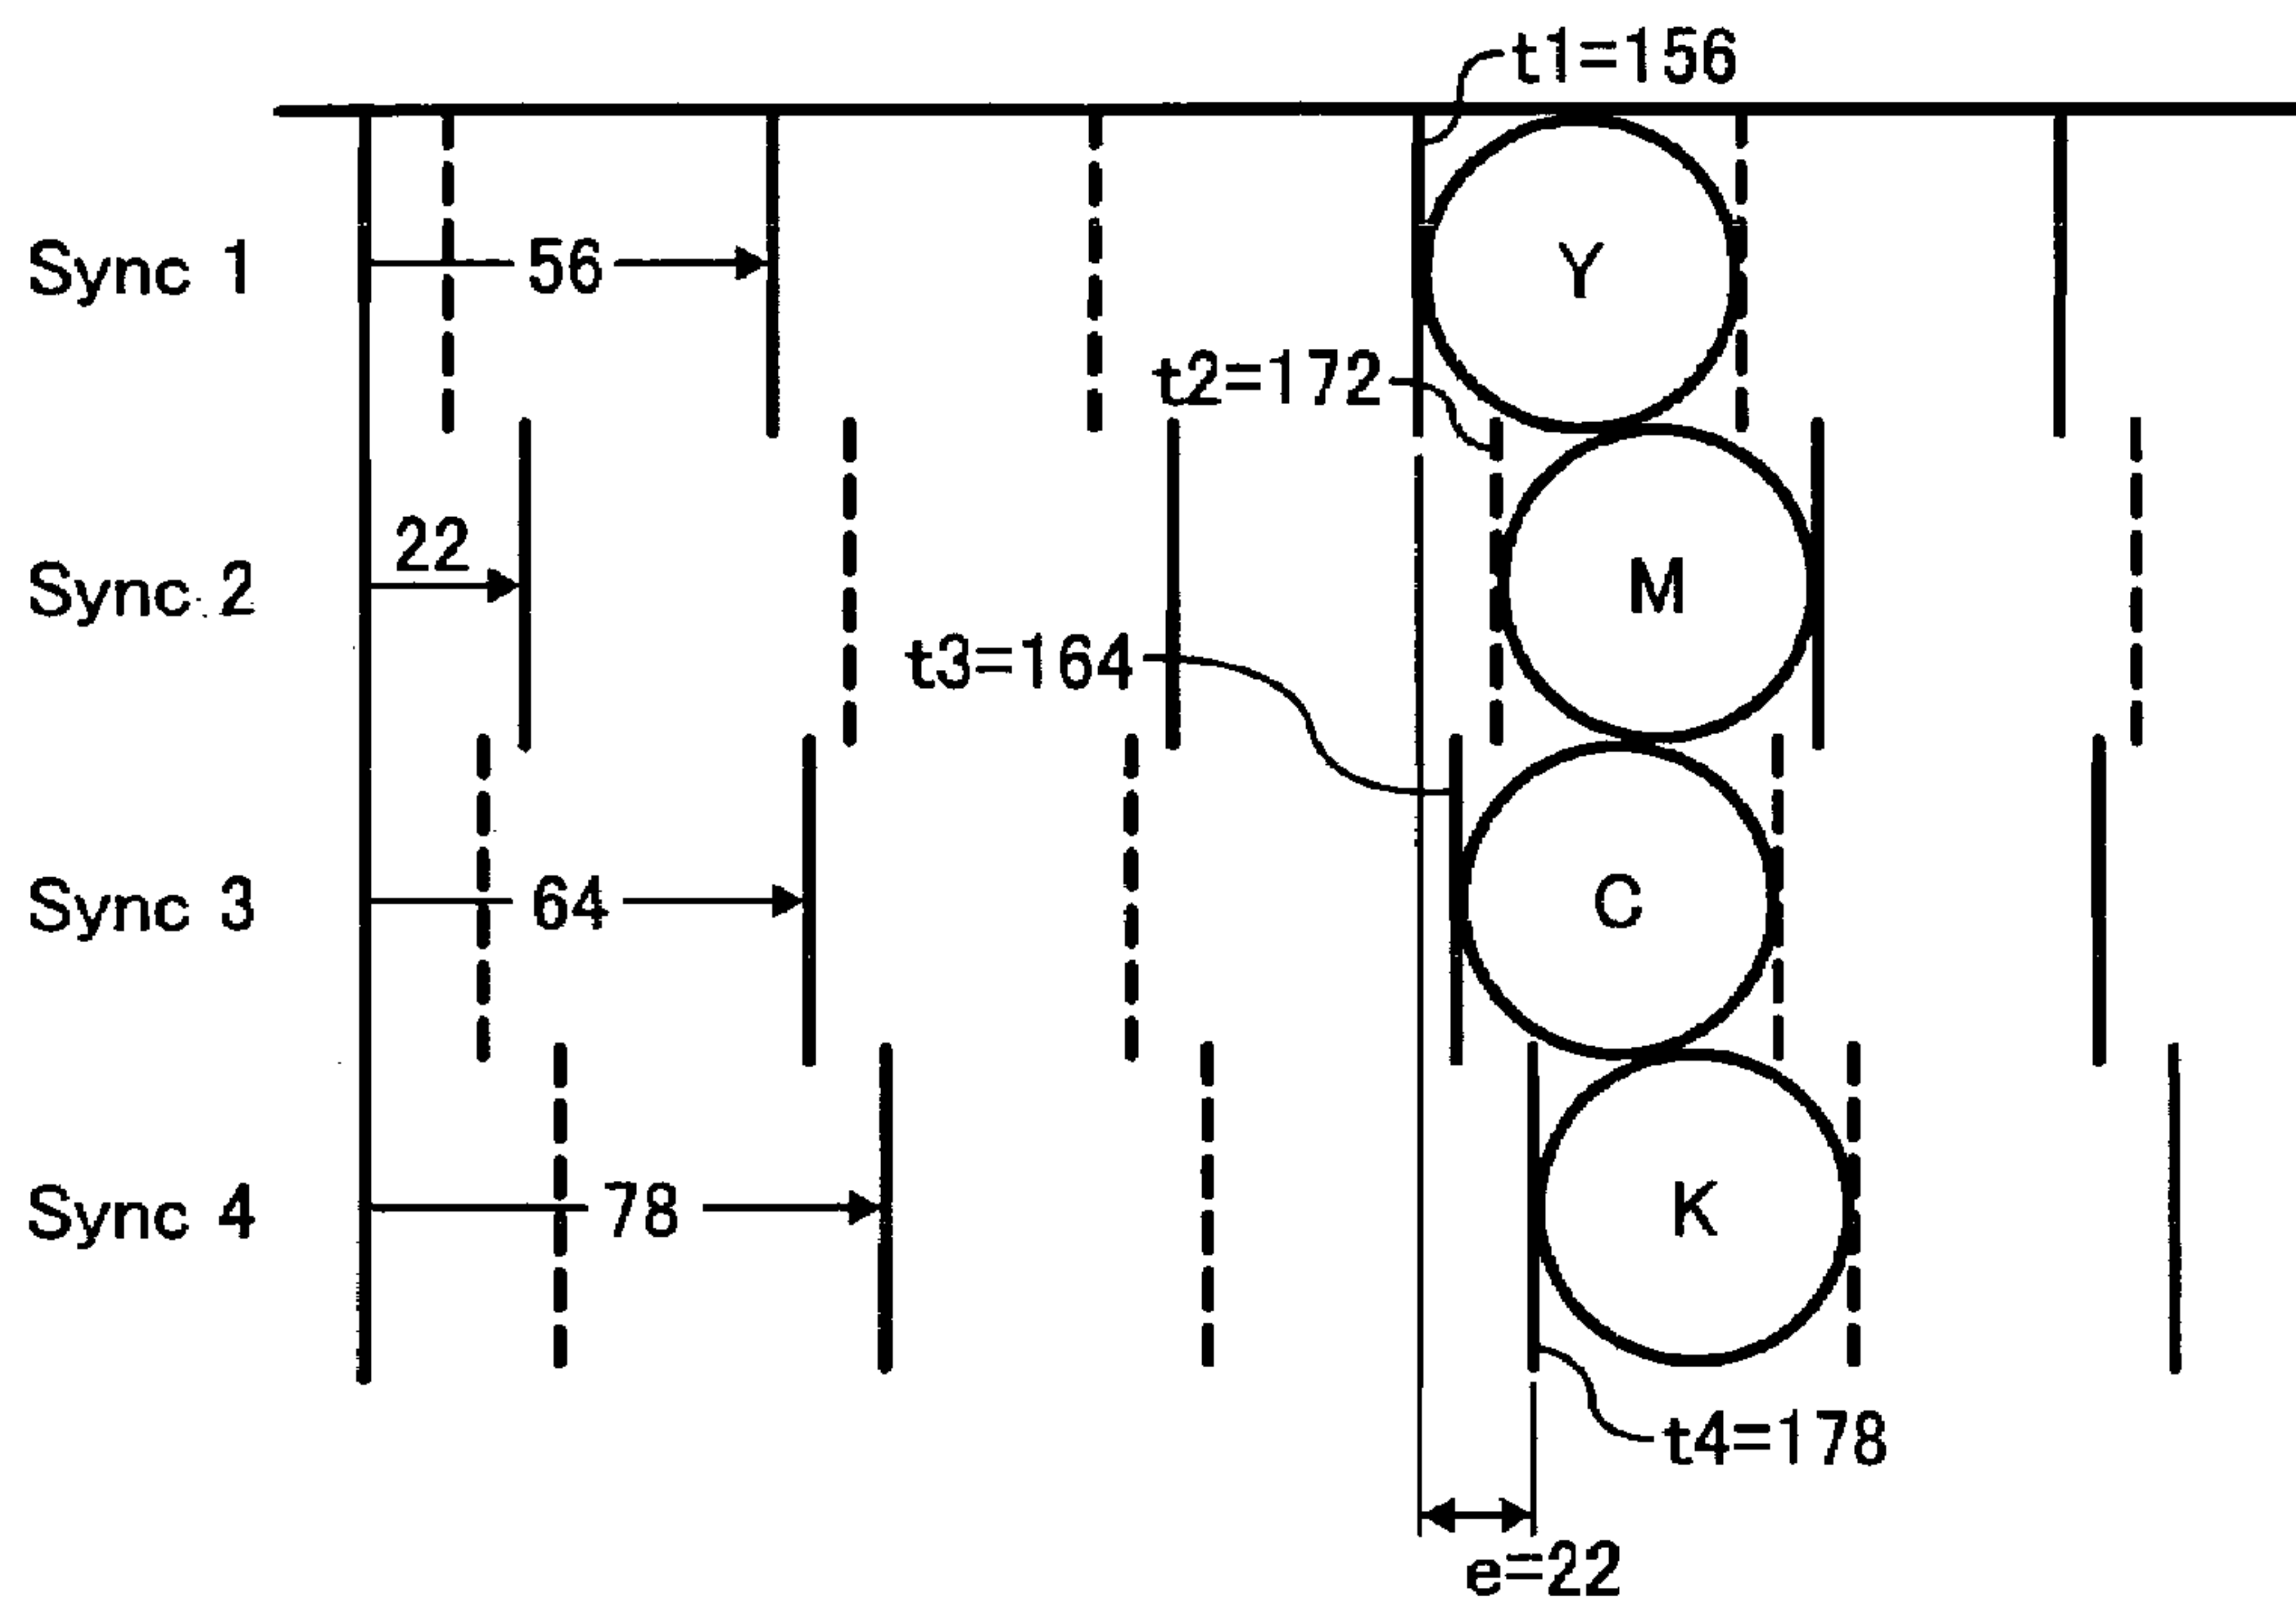 t1=156
Sync 1
56
Y
t2=172
22
Sync 2
M
t3=164
Sync 3
64
C
Sync 4
78
K
t4=178
e=22